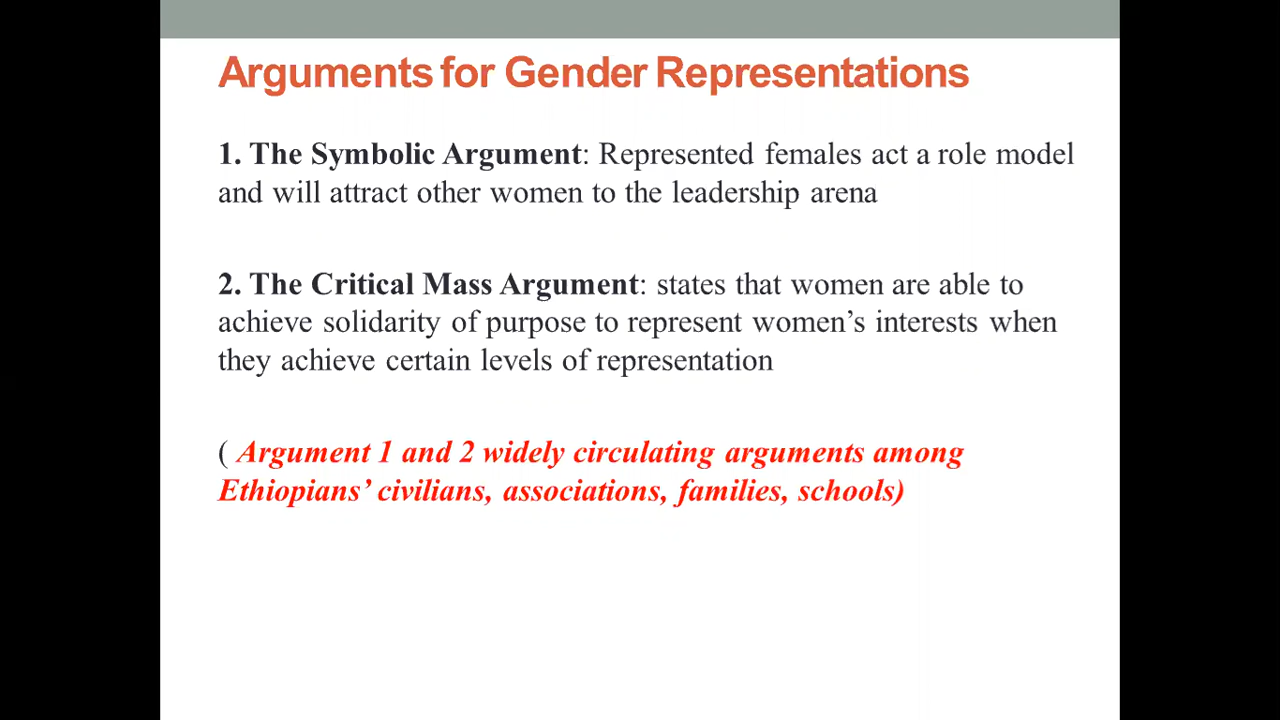 Arguments for Gender Representations
1. The Symbolic Argument: Represented females act a role model
and will attract other women to the leadership arena
2. The Critical Mass Argument: states that women are able to
achieve solidarity of purpose to represent women’s interests when
they achieve certain levels of representation
( Argument 1 and 2 widely circulating arguments among
Ethiopians’ civilians, associations, families, schools)